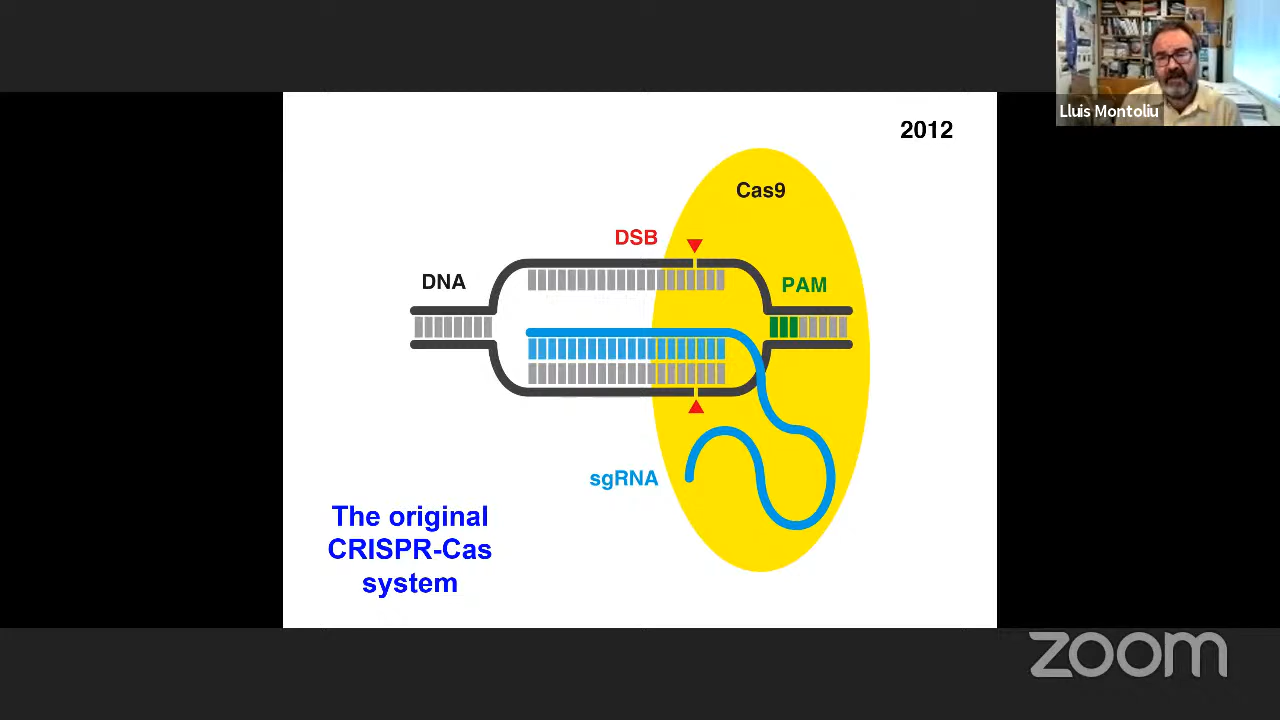 Lluis Montoliu
2012
Cas9
DSB
DNA
PAM
sgRNA
The original
CRISPR-Cas
system
zoom